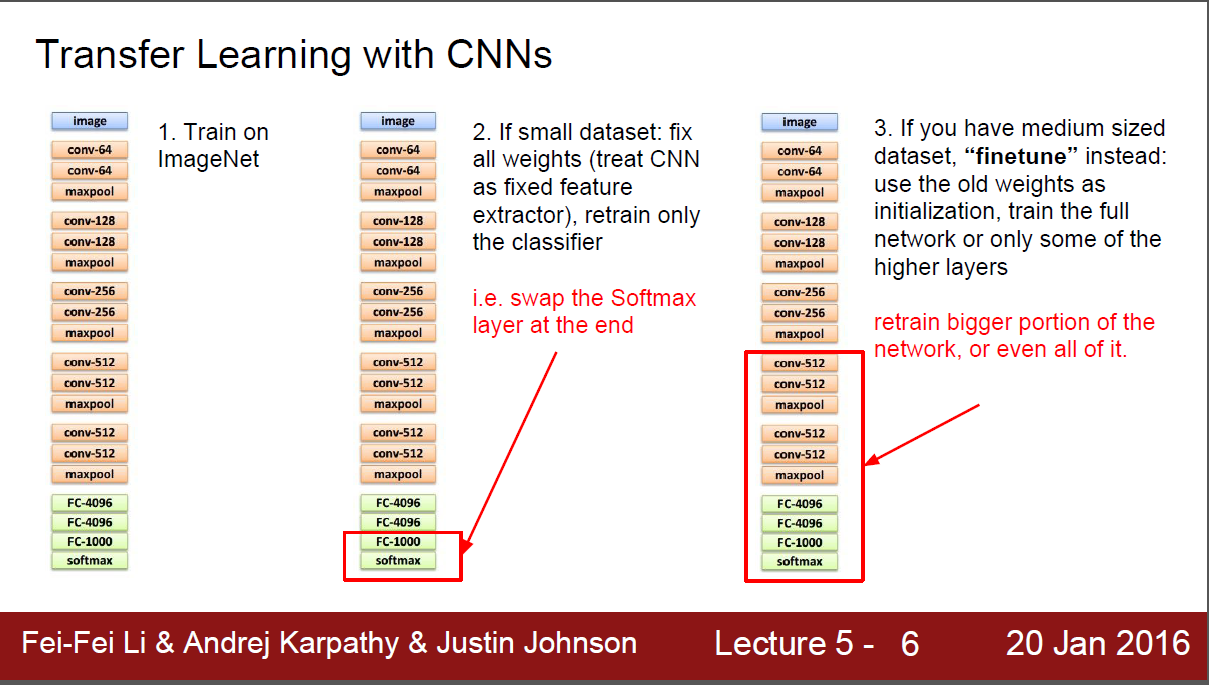 Transfer Learning with CNNs
image
conv-64
conv-64
maxpool
conv-128
conv-128
maxpool
conv-256
conv-256
maxpool
conv-512
conv-512
maxpool
conv-512
conv-512
maxpool
FC-4096
FC-4096
FC-1000
softmax
1. Train on
ImageNet
image
conv-64
conv-64
maxpool
conv-128
conv-128
maxpool
conv-256
conv-256
maxpool
conv-512
conv-512
maxpool
conv-512
conv-512
maxpool
FC-4096
FC-4096
FC-1000
softmax
2. If small dataset: fix
all weights (treat CNN
as fixed feature
extractor), retrain only
the classifier
i.e. swap the Softmax
layer at the end
image
conv-64
conv-64
maxpool
conv-128
conv-128
maxpool
conv-256
conv-256
maxpool
conv-512
conv-512
maxpool
conv-512
conv-512
maxpool
FC-4096
FC-4096
FC-1000
softmax
3. If you have medium sized
dataset, “finetune” instead:
use the old weights as
initialization, train the full
network or only some of the
higher layers
retrain bigger portion of the
network, or even all of it.
Fei-Fei Li & Andrej Karpathy & Justin Johnson Lecture 5 - 6 20 Jan 2016